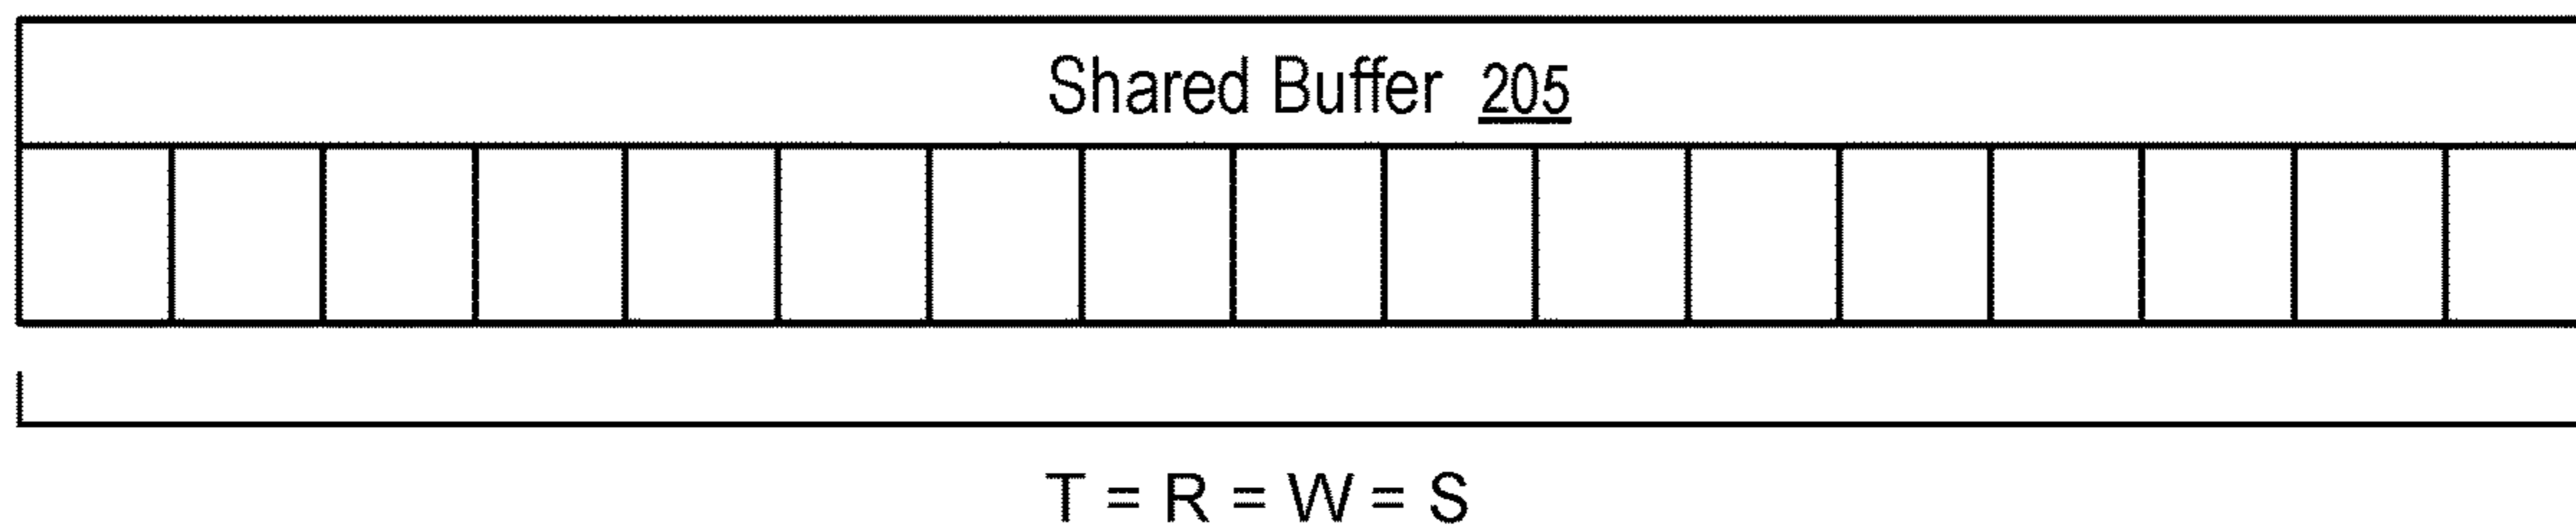 Shared Buffer 205
T = R = W = S